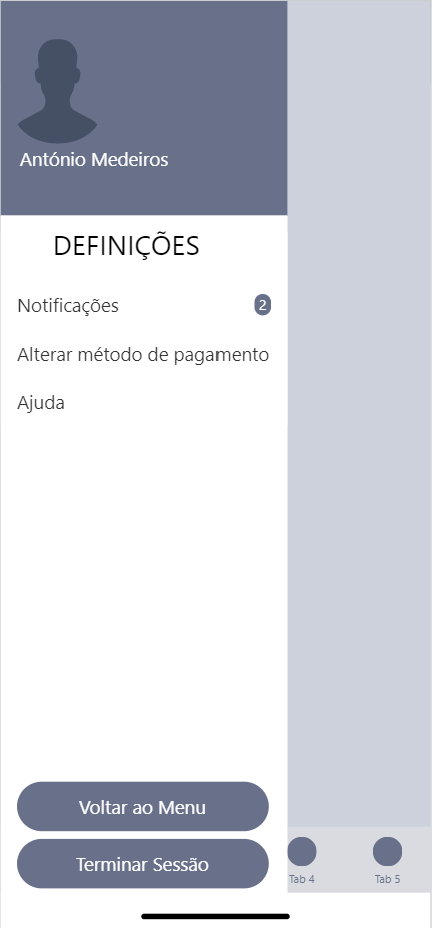 António Medeiros
DEFINIÇÕES
Notificações 2
Alterar método de pagamento
Ajuda
Voltar ao Menu
Terminar Sessão
Tab 4 Tab 5